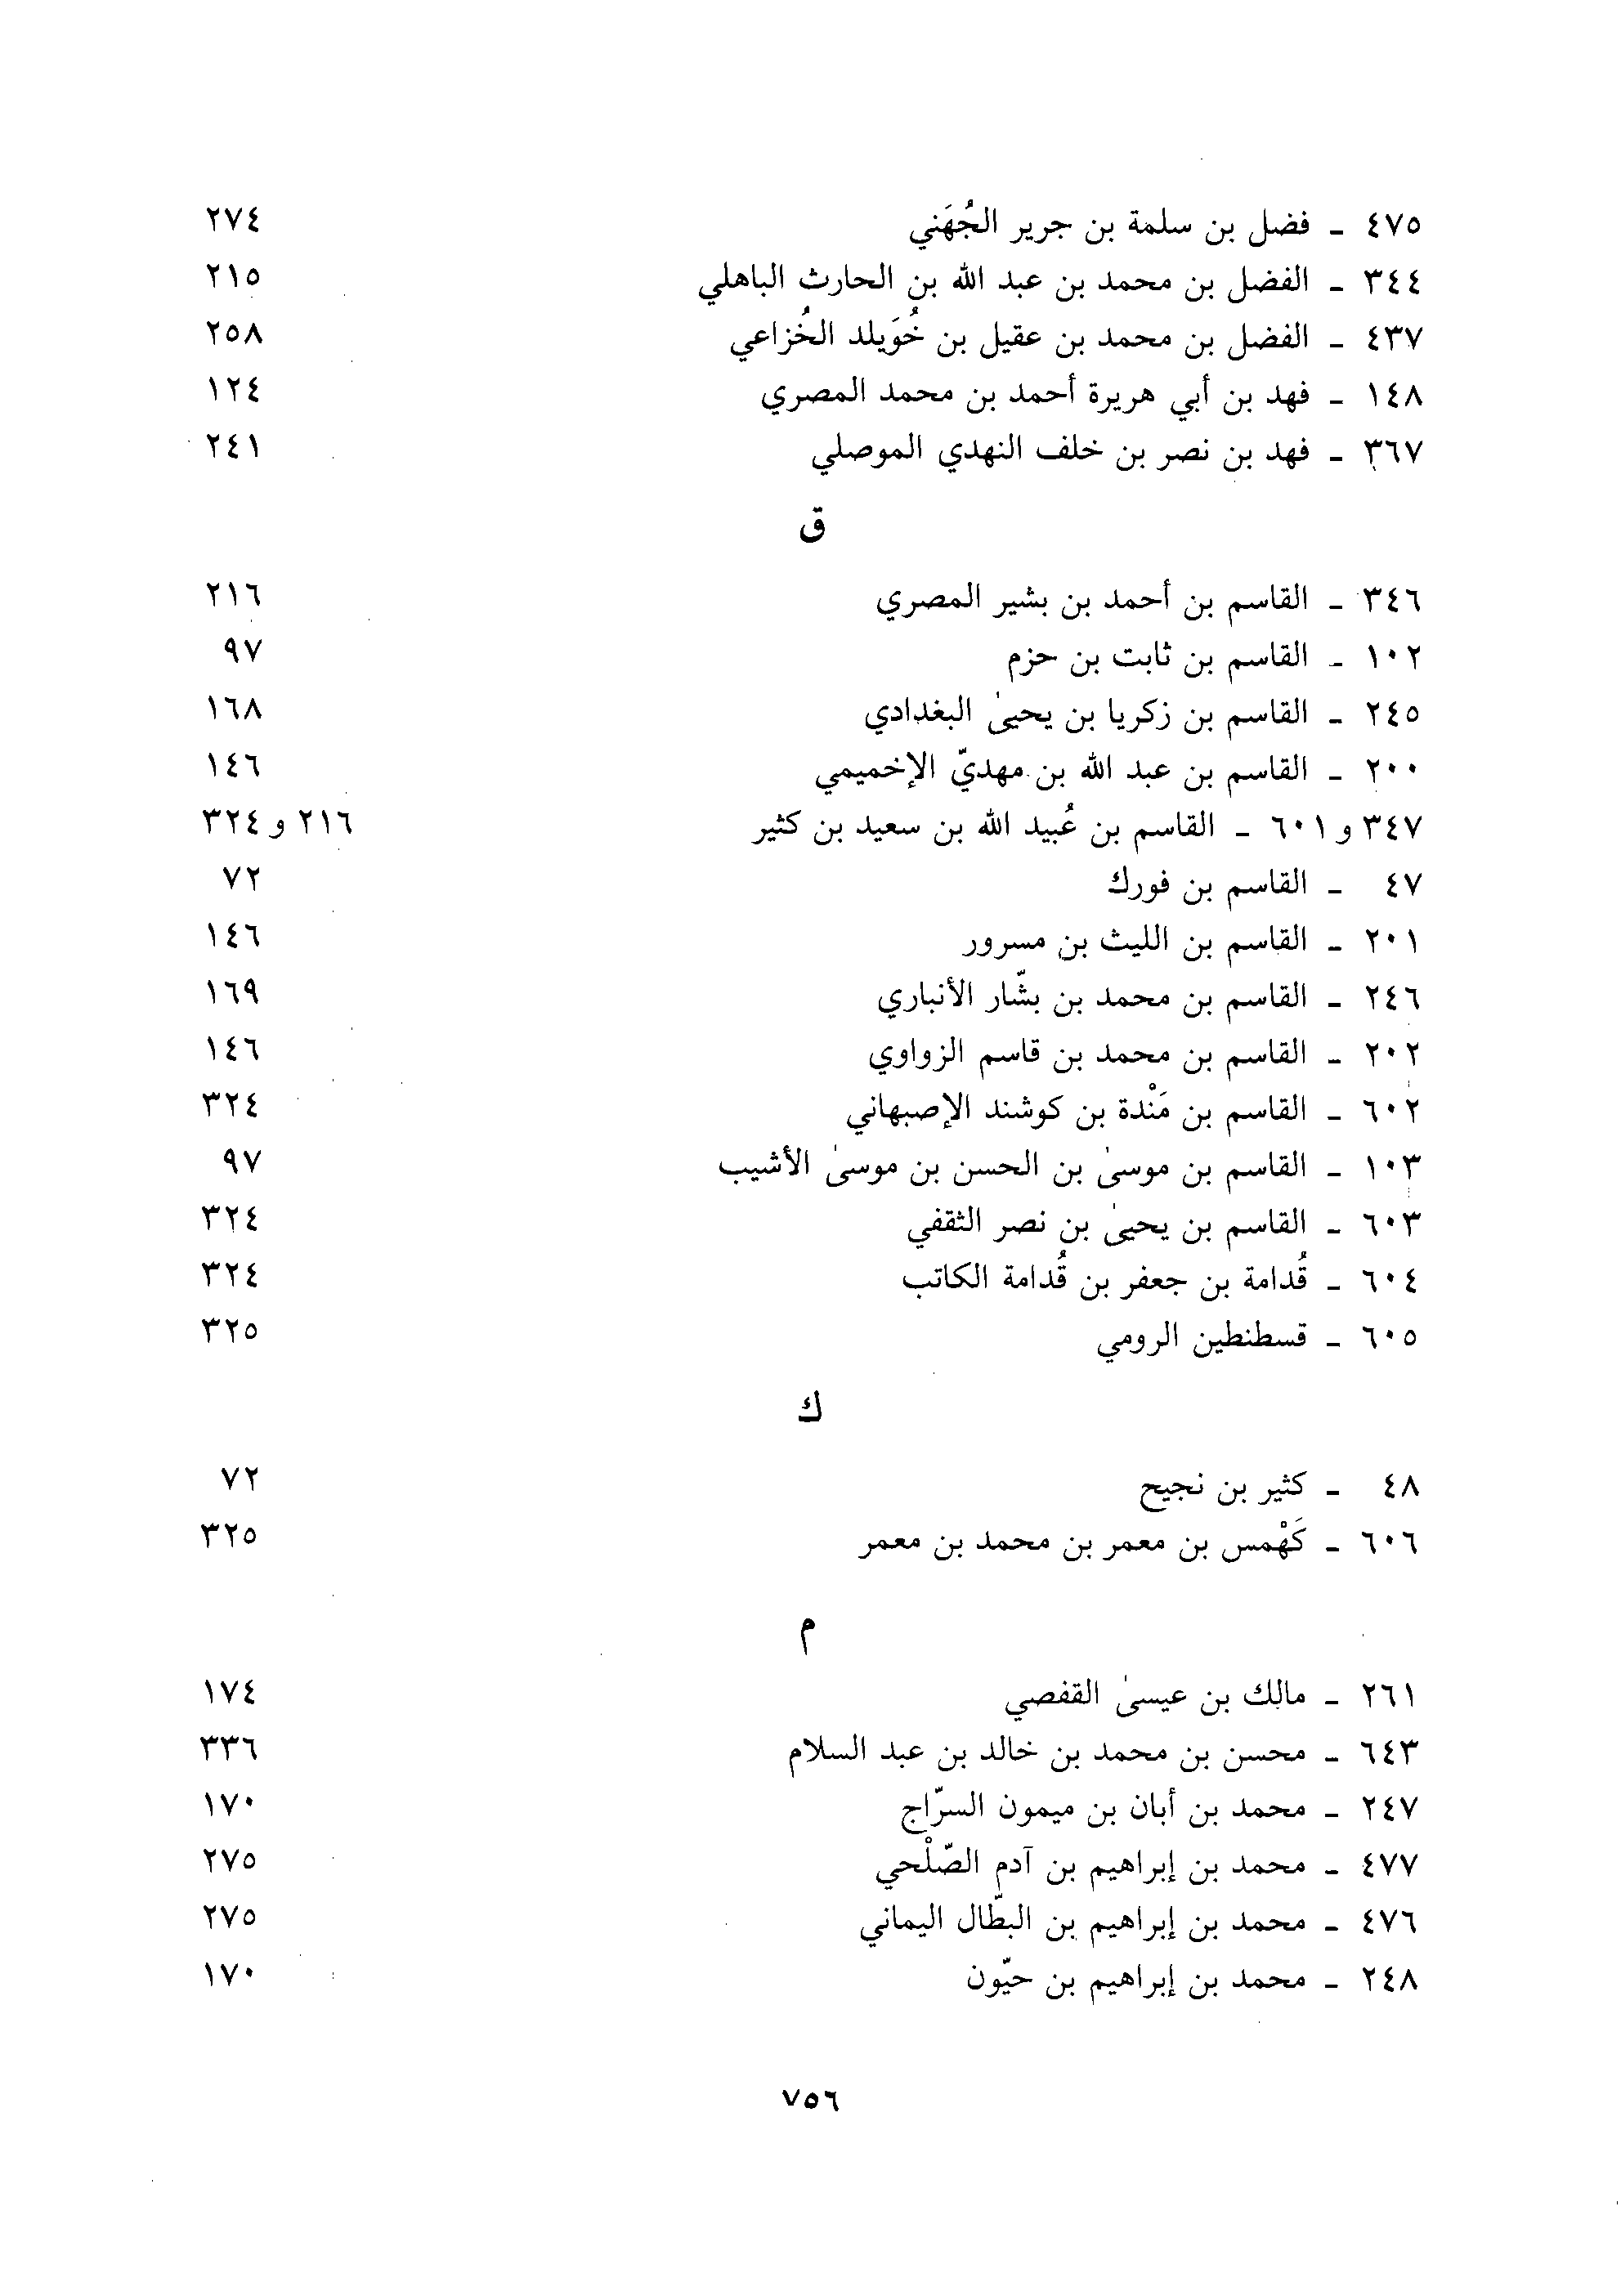 ٤٧٥ - فضل بن سلمة بن جرير الجُهَني ٢٧٤
٣٤٤ - الفضل بن محمد بن عبد الله بن الحارث الباهلي ٢١٥
٤٣٧ - الفضل بن محمد بن عقيل بن خُوَيلد الخُزاعي ٢٥٨
١٤٨ - فهد بن أبي هريرة أحمد بن محمد المصري ١٢٤
٣٦٧ - فهد بن نصر بن خلف النهدي الموصلي ٢٤١
ق
٣٤٦ - القاسم بن أحمد بن بشير المصري ٢١٦
١٠٢ - القاسم بن ثابت بن حزم ٩٧
٢٤٥ - القاسم بن زكريا بن يحيىٰ البغدادي ١٦٨
٢٠٠ - القاسم بن عبد الله بن مهديّ الإخميمي ١٤٦
٣٤٧ و ٦٠١ - القاسم بن عُبيد الله بن سعيد بن كثير ٢١٦ و ٣٢٤
٤٧ - القاسم بن فورك ٧٢
٢٠١ - القاسم بن الليث بن مسرور ١٤٦
٢٤٦ - القاسم بن محمد بن بشّار الأنباري ١٦٩
٢٠٢ - القاسم بن محمد بن قاسم الزواوي ١٤٦
٦٠٢ - القاسم بن مَنْدة بن كوشند الإصبهاني ٣٢٤
١٠٣ - القاسم بن موسىٰ بن الحسن بن موسىٰ الأشيب ٩٧
٦٠٣ - القاسم بن يحيىٰ بن نصر الثقفي ٣٢٤
٦٠٤ - قُدامة بن جعفر بن قُدامة الكاتب ٣٢٤
٦٠٥ - قسطنطين الرومي ٣٢٥
ك
٤٨ - كثير بن نجيح ٧٢
٦٠٦ - كَهْمس بن معمر بن محمد بن معمر ٣٢٥
م
٢٦١ - مالك بن عيسىٰ القفصي ١٧٤
٦٤٣ - محسن بن محمد بن خالد بن عبد السلام ٣٣٦
٢٤٧ - محمد بن أبان بن ميمون السرّاج ١٧٠
٤٧٧ - محمد بن إبراهيم بن آدم الصّلْحي ٢٧٥
٤٧٦ - محمد بن إبراهيم بن البطّال اليماني ٢٧٥
٢٤٨ - محمد بن إبراهيم بن حيّون ١٧٠
٧٥٦